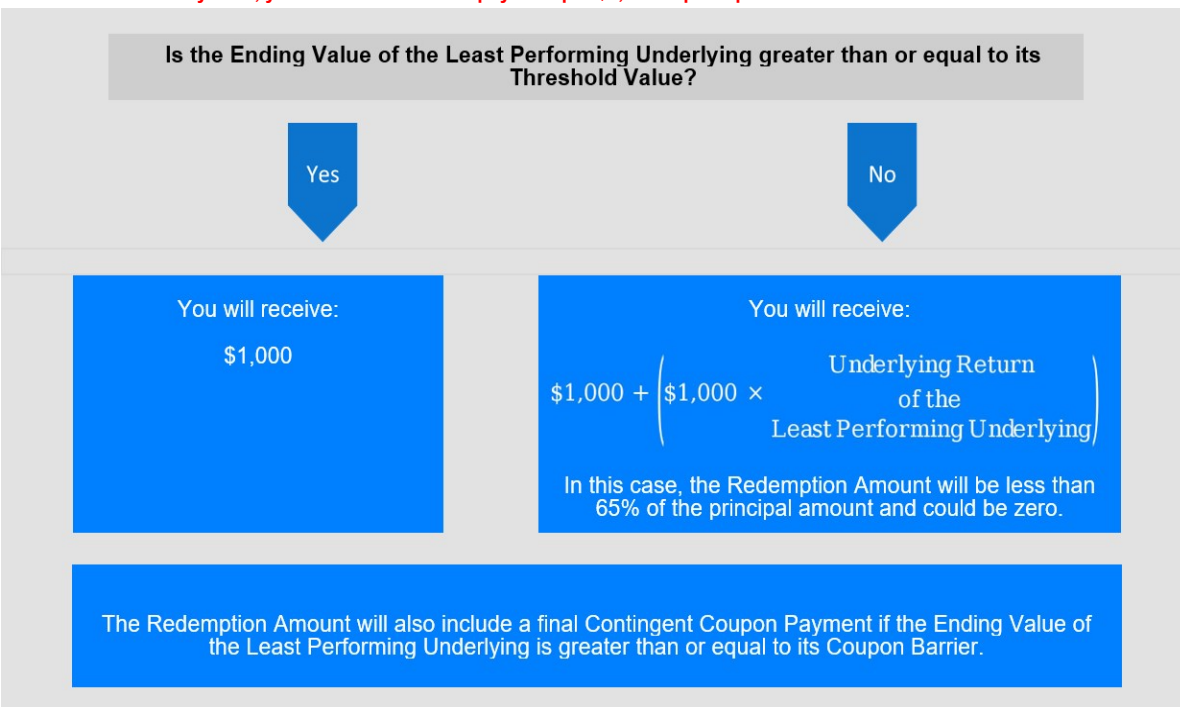 Is the Ending Value of the Least Performing Underlying greater than or equal to its
Threshold Value?
Yes
No
You will receive:
$1,000
You will receive:
$1,000 + ($1,000 × Underlying Return
of the
Least Performing Underlying)
In this case, the Redemption Amount will be less than
65% of the principal amount and could be zero.
The Redemption Amount will also include a final Contingent Coupon Payment if the Ending Value of
the Least Performing Underlying is greater than or equal to its Coupon Barrier.